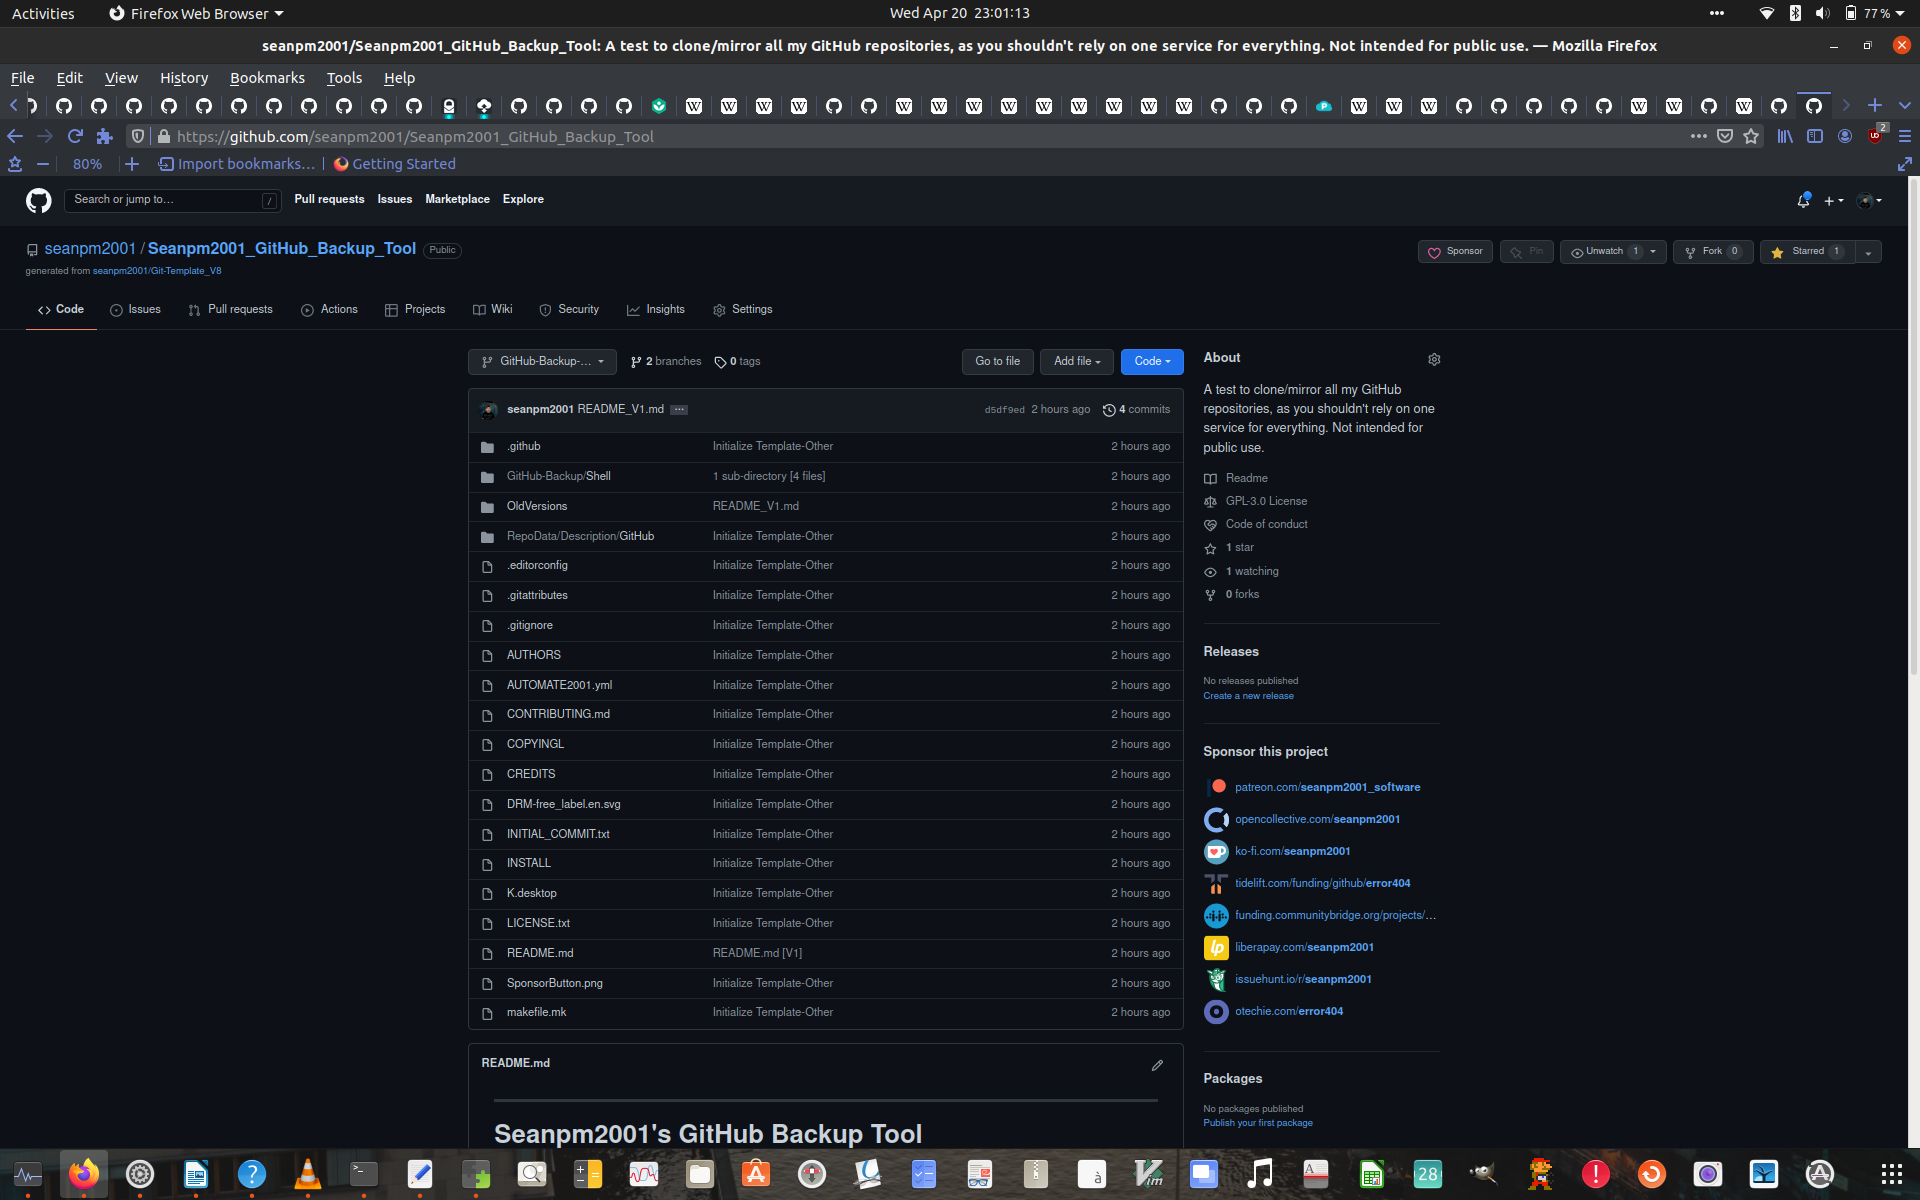 Activities
Firefox Web Browser
Wed Apr 20 23:01:13
77 %
seanpm2001/Seanpm2001_GitHub_Backup_Tool: A test to clone/mirror all my GitHub repositories, as you shouldn't rely on one service for everything. Not intended for public use. — Mozilla Firefox
File Edit View History Bookmarks Tools Help
https://github.com/seanpm2001/Seanpm2001_GitHub_Backup_Tool
2
80%
Import bookmarks...
Getting Started
Search or jump to...
/
Pull requests Issues Marketplace Explore
seanpm2001 / Seanpm2001_GitHub_Backup_Tool Public
Sponsor Pin Unwatch 1 Fork 0 Starred 1
generated from seanpm2001/Git-Template_V8
Code Issues Pull requests Actions Projects Wiki Security Insights Settings
GitHub-Backup-... 2 branches 0 tags Go to file Add file Code
seanpm2001 README_V1.md ... d5df9ed 2 hours ago 4 commits
.github Initialize Template-Other 2 hours ago
GitHub-Backup/Shell 1 sub-directory [4 files] 2 hours ago
OldVersions README_V1.md 2 hours ago
RepoData/Description/GitHub Initialize Template-Other 2 hours ago
.editorconfig Initialize Template-Other 2 hours ago
.gitattributes Initialize Template-Other 2 hours ago
.gitignore Initialize Template-Other 2 hours ago
AUTHORS Initialize Template-Other 2 hours ago
AUTOMATE2001.yml Initialize Template-Other 2 hours ago
CONTRIBUTING.md Initialize Template-Other 2 hours ago
COPYINGL Initialize Template-Other 2 hours ago
CREDITS Initialize Template-Other 2 hours ago
DRM-free_label.en.svg Initialize Template-Other 2 hours ago
INITIAL_COMMIT.txt Initialize Template-Other 2 hours ago
INSTALL Initialize Template-Other 2 hours ago
K.desktop Initialize Template-Other 2 hours ago
LICENSE.txt Initialize Template-Other 2 hours ago
README.md README.md [V1] 2 hours ago
SponsorButton.png Initialize Template-Other 2 hours ago
makefile.mk Initialize Template-Other 2 hours ago
README.md
Seanpm2001's GitHub Backup Tool
About
A test to clone/mirror all my GitHub
repositories, as you shouldn't rely on one
service for everything. Not intended for
public use.
Readme
GPL-3.0 License
Code of conduct
1 star
1 watching
0 forks
Releases
No releases published
Create a new release
Sponsor this project
patreon.com/seanpm2001_software
opencollective.com/seanpm2001
ko-fi.com/seanpm2001
tidelift.com/funding/github/error404
funding.communitybridge.org/projects/...
liberapay.com/seanpm2001
issuehunt.io/r/seanpm2001
otechie.com/error404
Packages
No packages published
Publish your first package
28